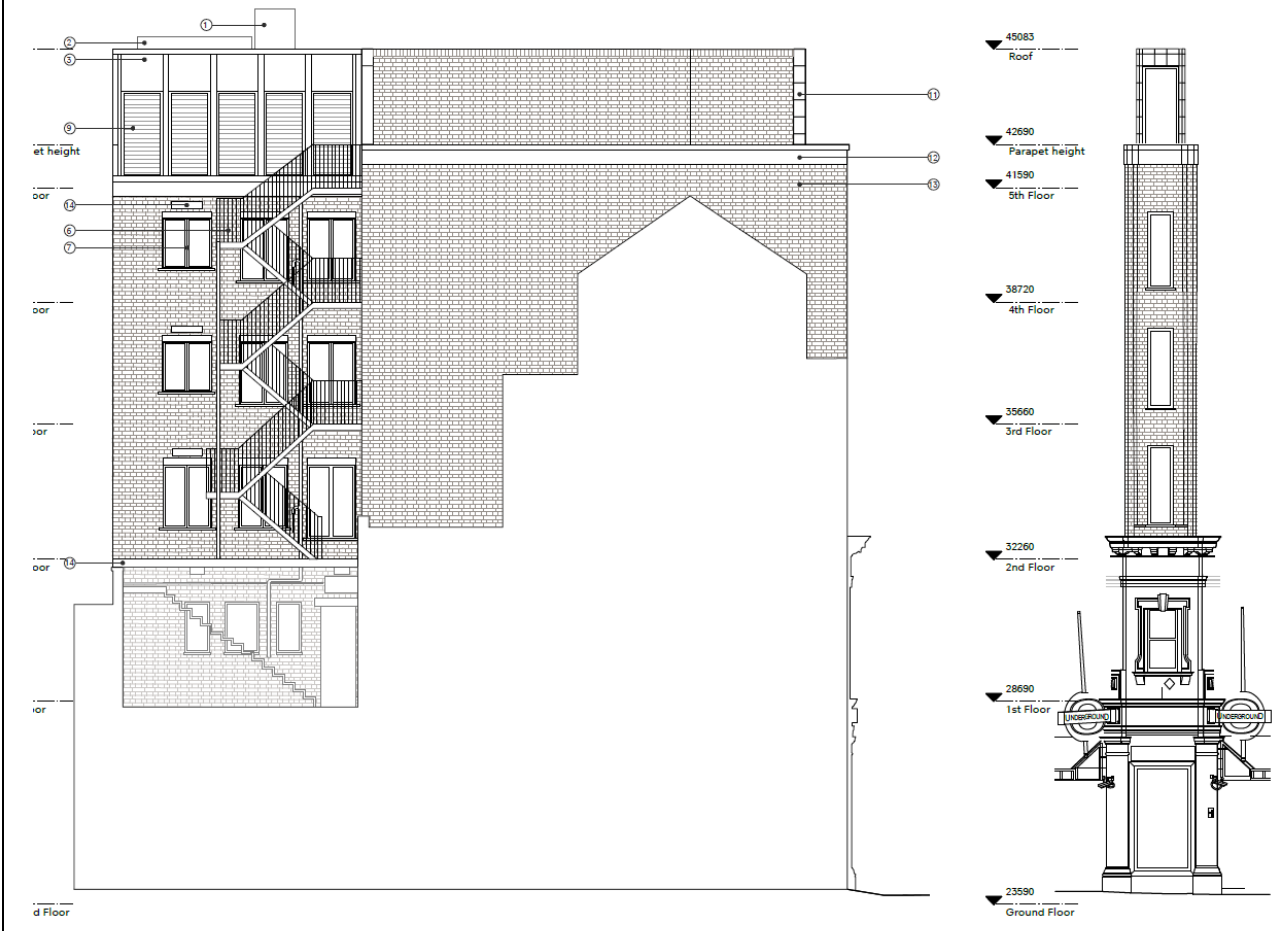 1
2
3
9
et height
oor
14
6
7
oor
oor
oor
14
oor
d Floor
11
12
13
45083
Roof
42690
Parapet height
41590
5th Floor
38720
4th Floor
35660
3rd Floor
32260
2nd Floor
28690
1st Floor
UNDERGROUND
UNDERGROUND
23590
Ground Floor